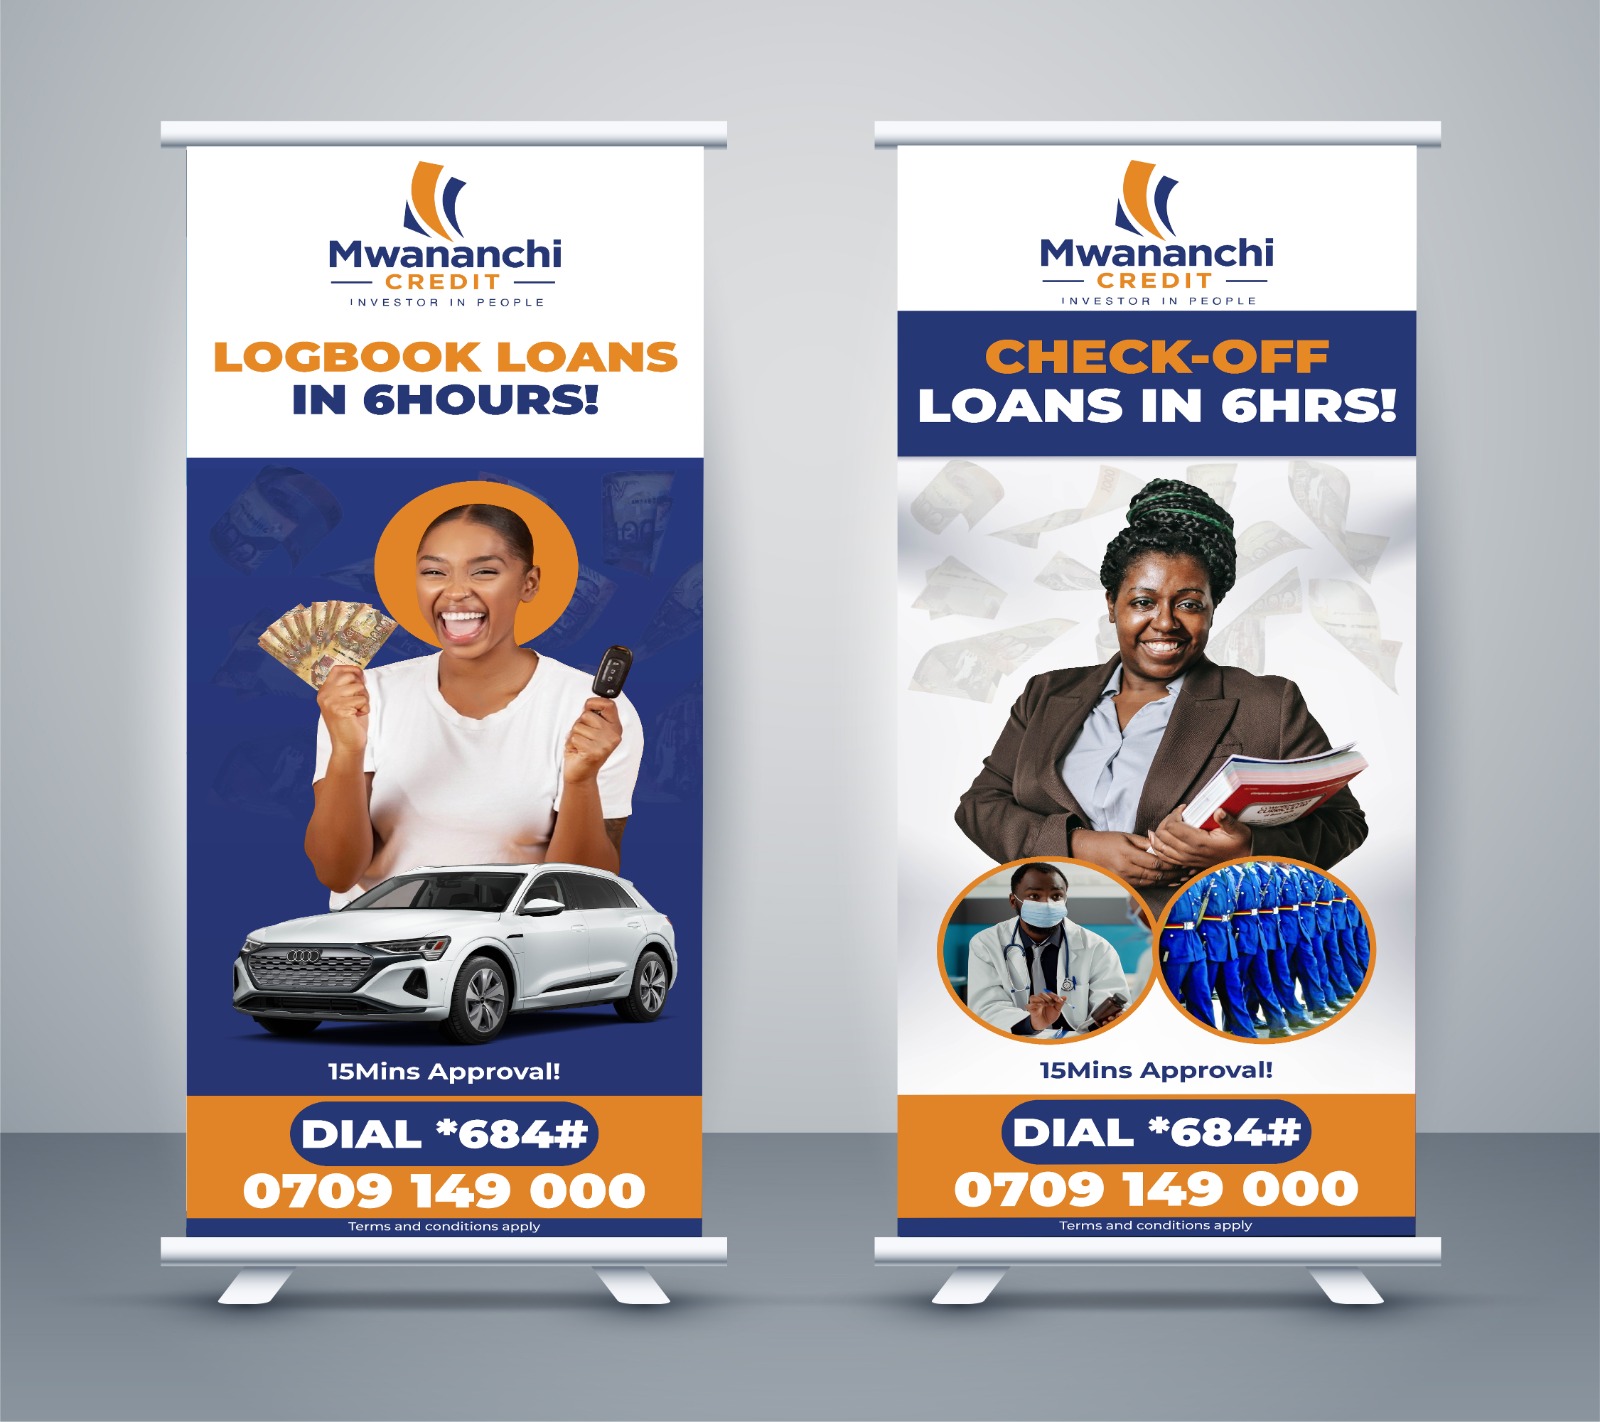 Mwananchi
CREDIT
INVESTOR IN PEOPLE
LOGBOOK LOANS
IN 6HOURS!
15Mins Approval!
DIAL *684#
0709 149 000
Terms and conditions apply
Mwananchi
CREDIT
INVESTOR IN PEOPLE
CHECK-OFF
LOANS IN 6HRS!
15Mins Approval!
DIAL *684#
0709 149 000
Terms and conditions apply